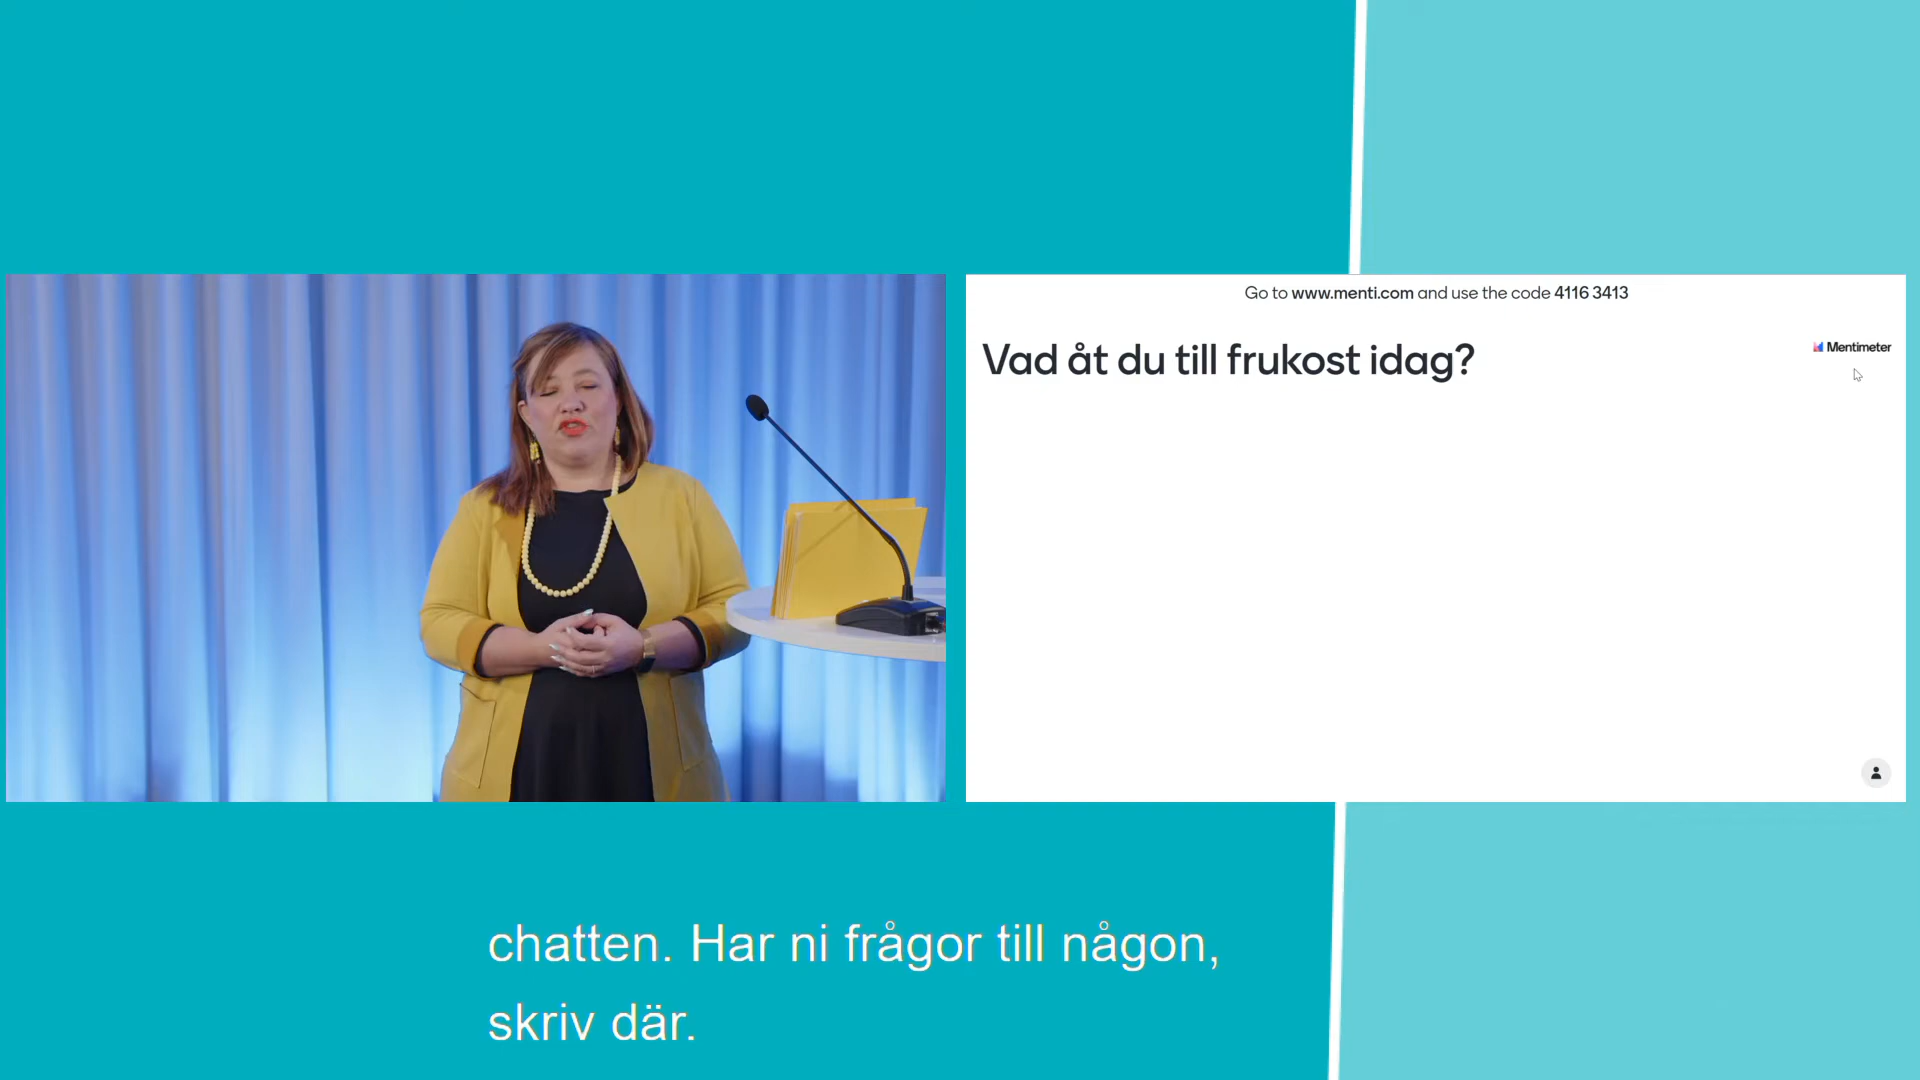 Go to www.menti.com and use the code 4116 3413
Vad åt du till frukost idag?
Mentimeter
chatten. Har ni frågor till någon,
skriv där.